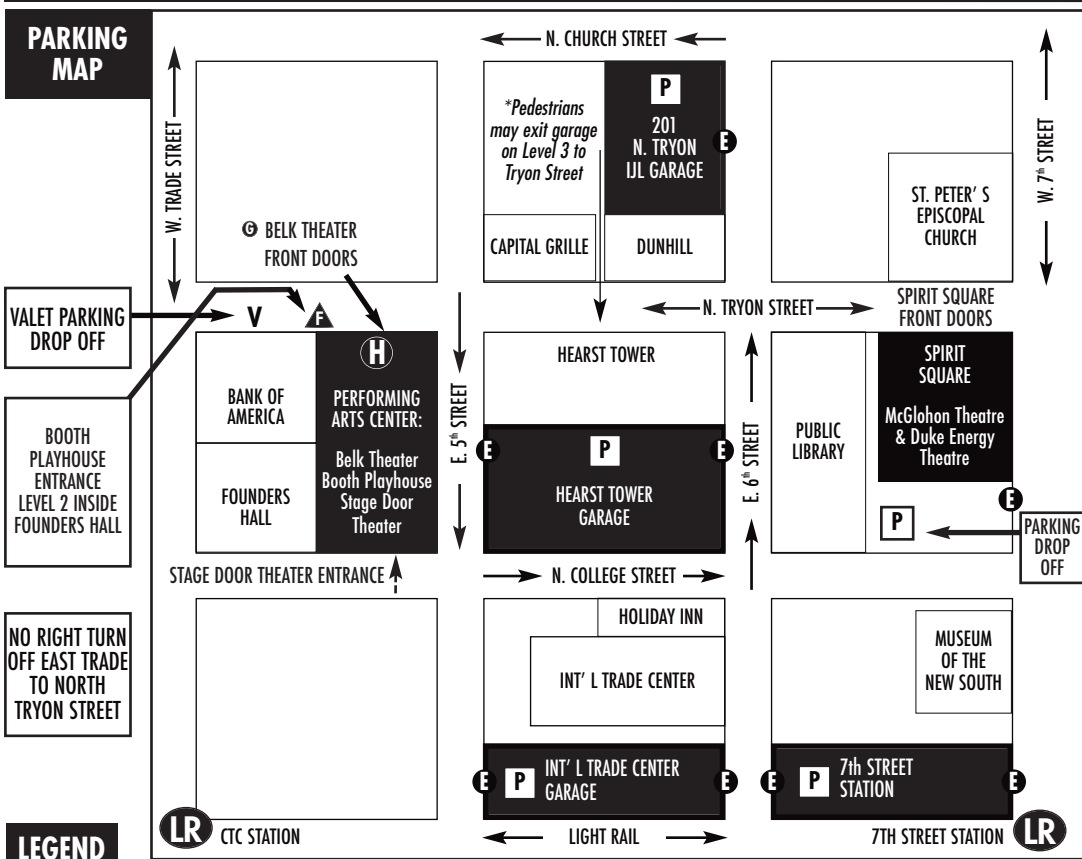 PARKING
MAP
N. CHURCH STREET
W. TRADE STREET
*Pedestrians
may exit garage
on Level 3 to
Tryon Street
P
201
N. TRYON
IJL GARAGE
E
W. 7th STREET
ST. PETER' S
EPISCOPAL
CHURCH
G BELK THEATER
FRONT DOORS
CAPITAL GRILLE
DUNHILL
VALET PARKING
DROP OFF
V
F
N. TRYON STREET
SPIRIT SQUARE
FRONT DOORS
BOOTH
PLAYHOUSE
ENTRANCE
LEVEL 2 INSIDE
FOUNDERS HALL
BANK OF
AMERICA
FOUNDERS
HALL
H
PERFORMING
ARTS CENTER:
Belk Theater
Booth Playhouse
Stage Door
Theater
E. 5th STREET
HEARST TOWER
E
P
E
HEARST TOWER
GARAGE
E. 6th STREET
PUBLIC
LIBRARY
SPIRIT
SQUARE
McGlohon Theatre
& Duke Energy
Theatre
P
E
PARKING
DROP
OFF
STAGE DOOR THEATER ENTRANCE
N. COLLEGE STREET
NO RIGHT TURN
OFF EAST TRADE
TO NORTH
TRYON STREET
HOLIDAY INN
INT' L TRADE CENTER
MUSEUM
OF THE
NEW SOUTH
E
P
INT' L TRADE CENTER
GARAGE
E
E
P
7th STREET
STATION
E
LR
CTC STATION
LIGHT RAIL
7TH STREET STATION
LR
LEGEND